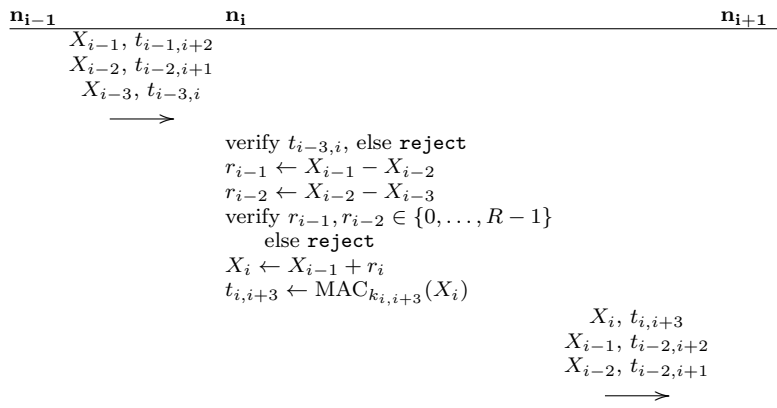 n_{i−1} n_i n_{i+1}
X_{i−1}, t_{i−1,i+2}
X_{i−2}, t_{i−2,i+1}
X_{i−3}, t_{i−3,i}
verify t_{i−3,i}, else reject
r_{i−1} ← X_{i−1} − X_{i−2}
r_{i−2} ← X_{i−2} − X_{i−3}
verify r_{i−1}, r_{i−2} ∈ {0, . . . , R − 1}
else reject
X_i ← X_{i−1} + r_i
t_{i,i+3} ← MAC_{k_{i,i+3}}(X_i)
X_i, t_{i,i+3}
X_{i−1}, t_{i−2,i+2}
X_{i−2}, t_{i−2,i+1}